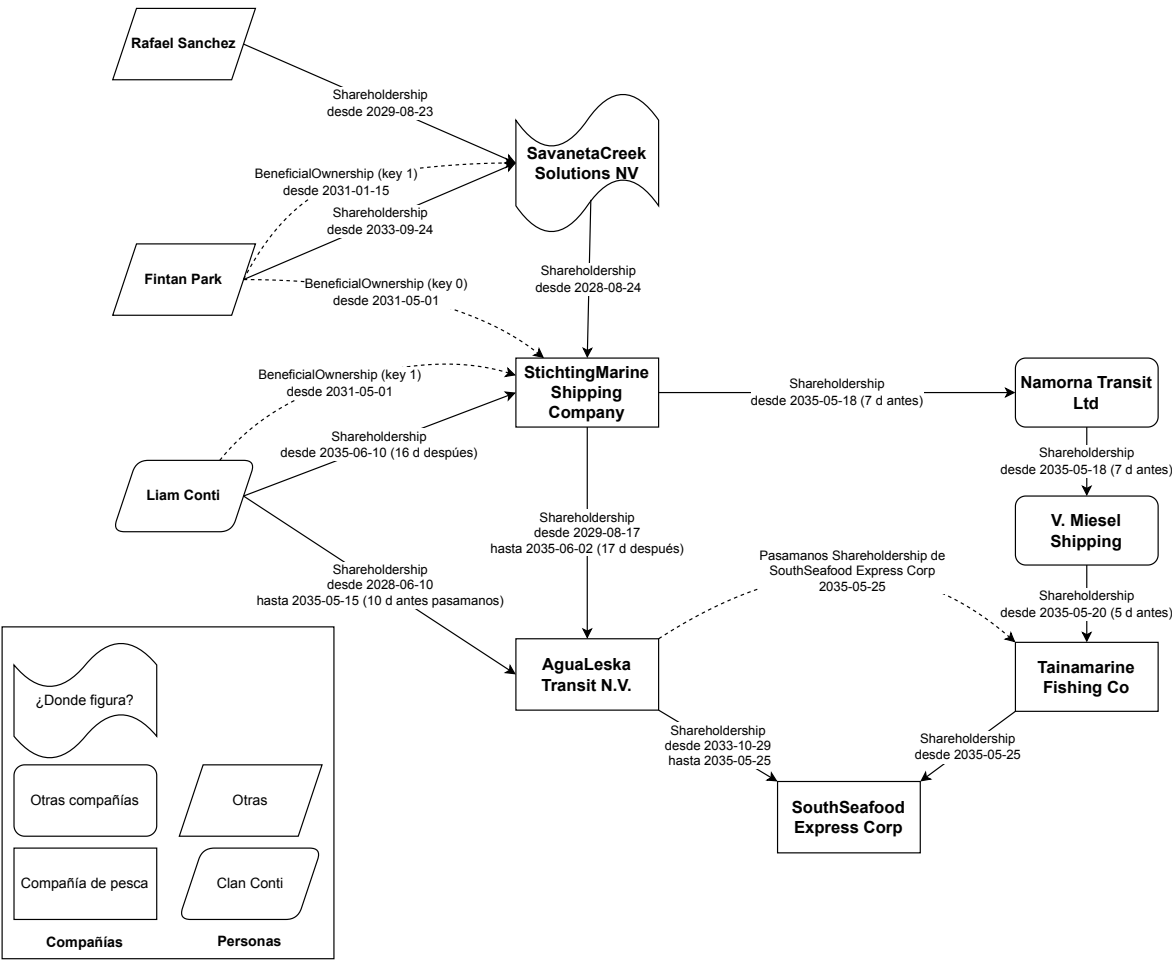 Rafael Sanchez
Shareholdership
desde 2029-08-23
SavanetaCreek
Solutions NV
BeneficialOwnership (key 1)
desde 2031-01-15
Shareholdership
desde 2033-09-24
Fintan Park
BeneficialOwnership (key 0)
desde 2031-05-01
Shareholdership
desde 2028-08-24
BeneficialOwnership (key 1)
desde 2031-05-01
StichtingMarine
Shipping
Company
Shareholdership
desde 2035-05-18 (7 d antes)
Namorna Transit
Ltd
Shareholdership
desde 2035-06-10 (16 d despúes)
Shareholdership
desde 2035-05-18 (7 d antes)
Liam Conti
V. Miesel
Shipping
Shareholdership
desde 2029-08-17
hasta 2035-06-02 (17 d después)
Shareholdership
desde 2028-06-10
hasta 2035-05-15 (10 d antes pasamanos)
Pasamanos Shareholdership de
SouthSeafood Express Corp
2035-05-25
Shareholdership
desde 2035-05-20 (5 d antes)
AguaLeska
Transit N.V.
Tainamarine
Fishing Co
Shareholdership
desde 2033-10-29
hasta 2035-05-25
Shareholdership
desde 2035-05-25
SouthSeafood
Express Corp
¿Donde figura?
Otras compañías
Otras
Compañía de pesca
Clan Conti
Compañías
Personas